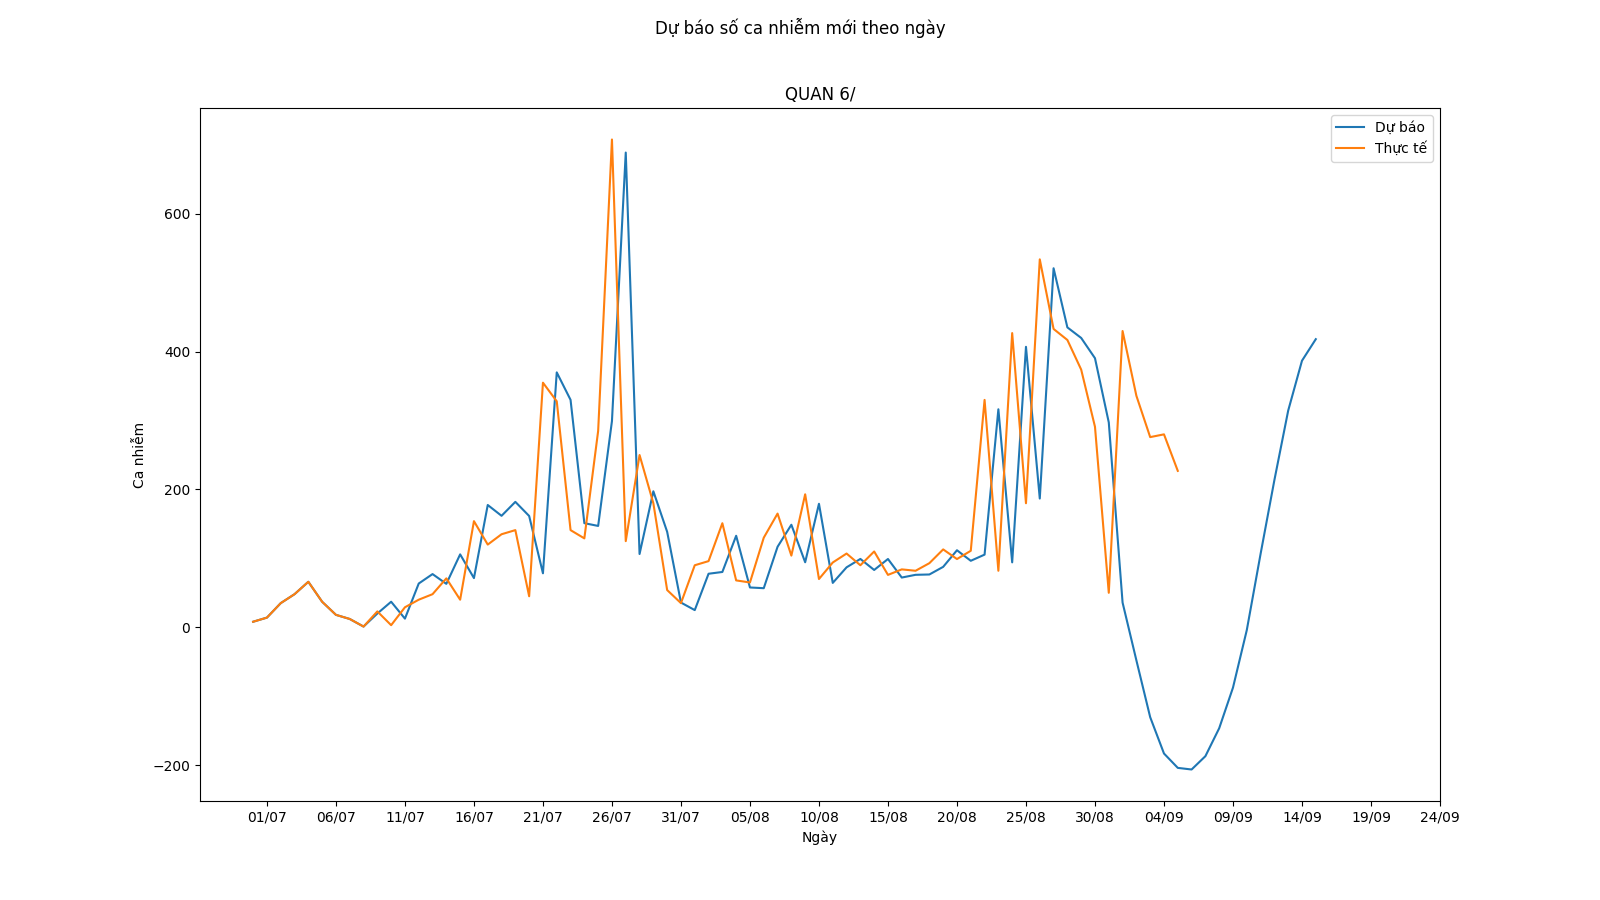 Dự báo số ca nhiễm mới theo ngày
QUAN 6/
Dự báo
Thực tế
600
400
200
0
−200
Ca nhiễm
01/07 06/07 11/07 16/07 21/07 26/07 31/07 05/08 10/08 15/08 20/08 25/08 30/08 04/09 09/09 14/09 19/09 24/09
Ngày